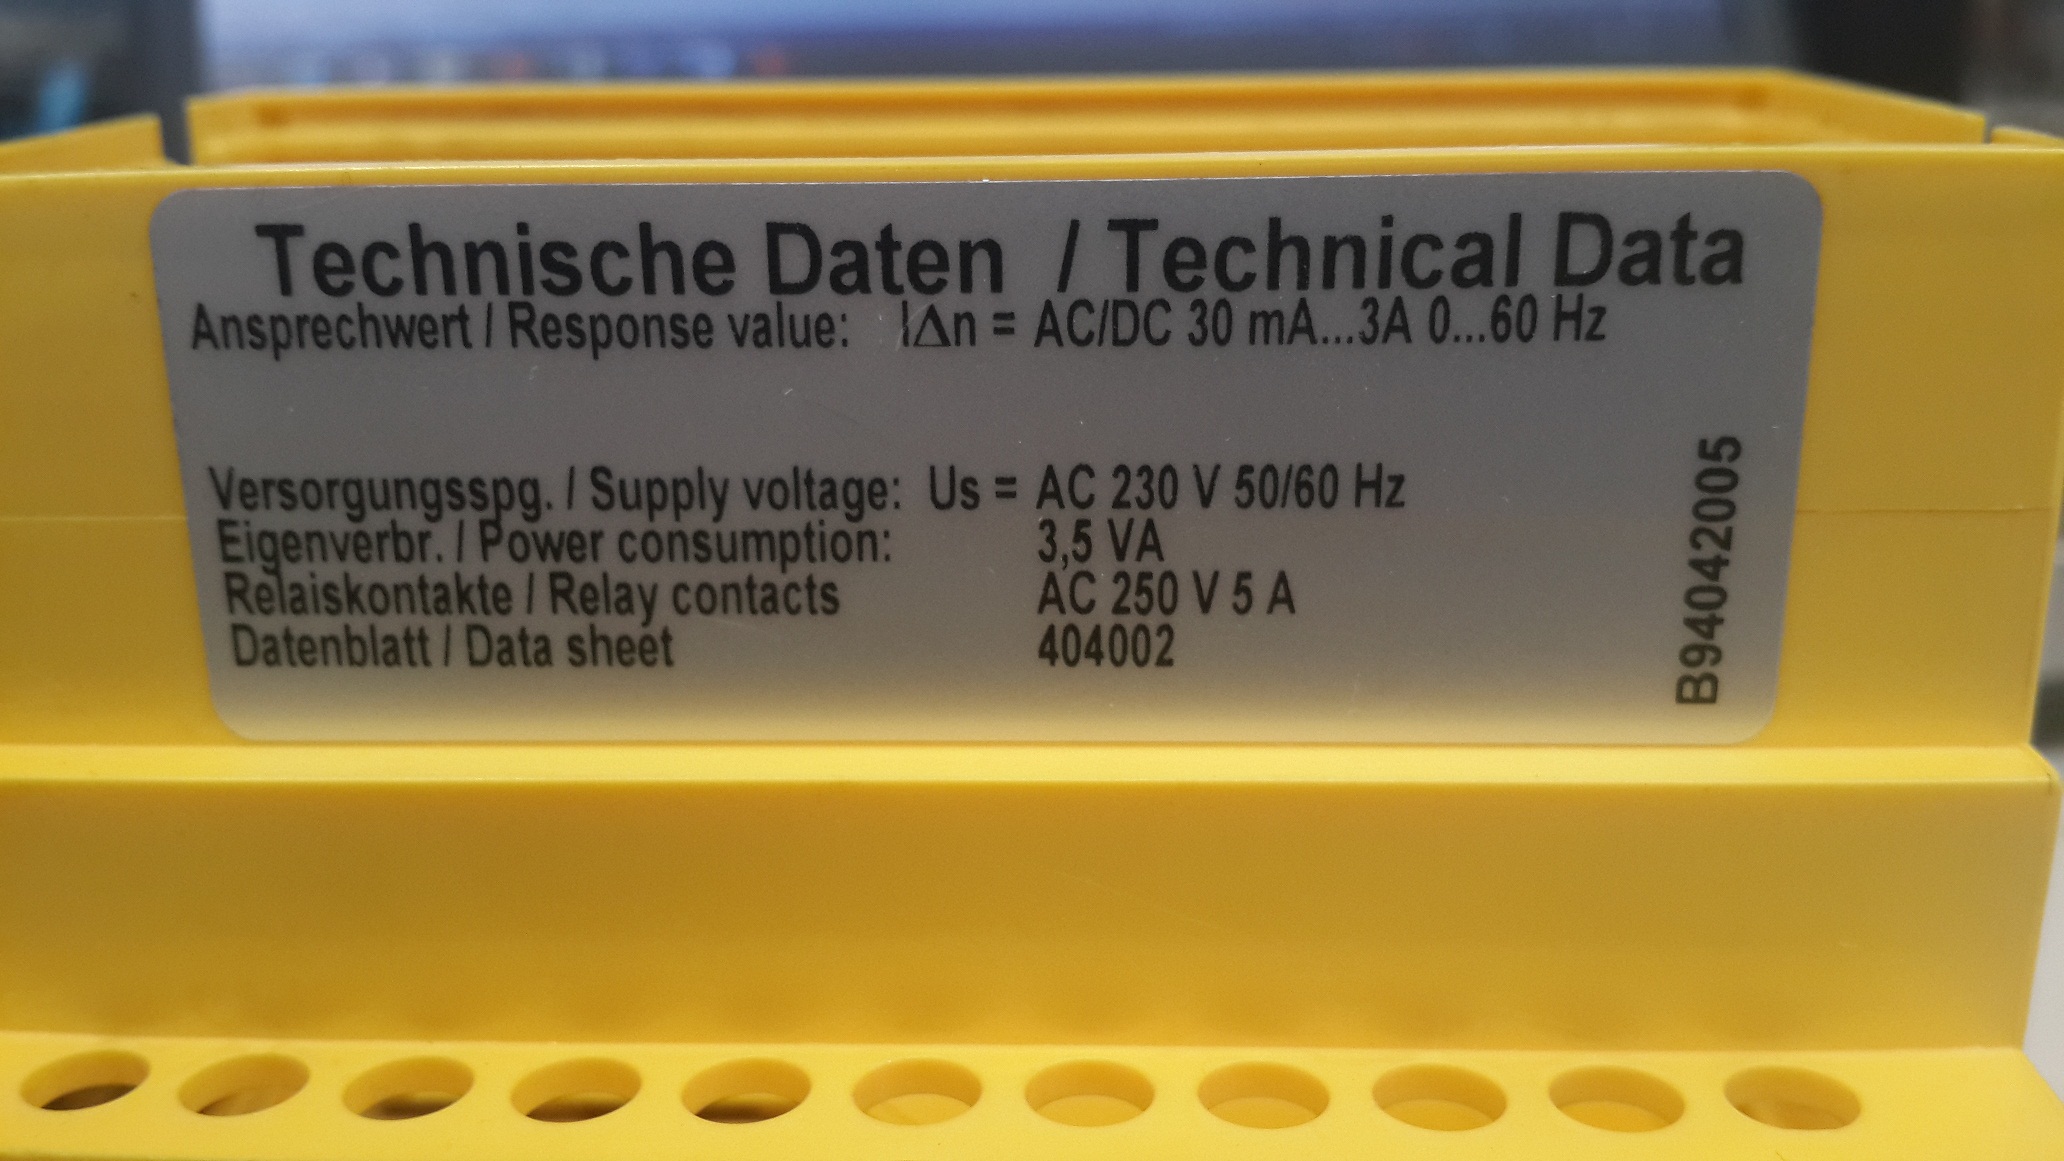 Technische Daten / Technical Data
Ansprechwert / Response value: I∆n = AC/DC 30 mA...3A 0...60 Hz
Versorgungsspg. / Supply voltage: Us = AC 230 V 50/60 Hz
Eigenverbr. / Power consumption: 3,5 VA
Relaiskontakte / Relay contacts AC 250 V 5 A
Datenblatt / Data sheet 404002
B94042005